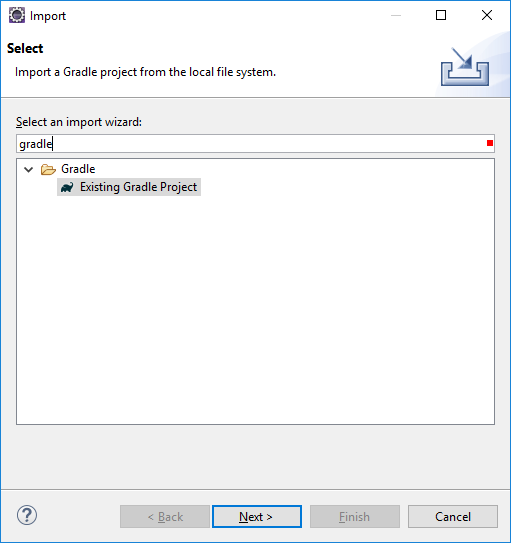 Import
Select
Import a Gradle project from the local file system.
Select an import wizard:
gradle
Gradle
Existing Gradle Project
?
< Back
Next >
Finish
Cancel